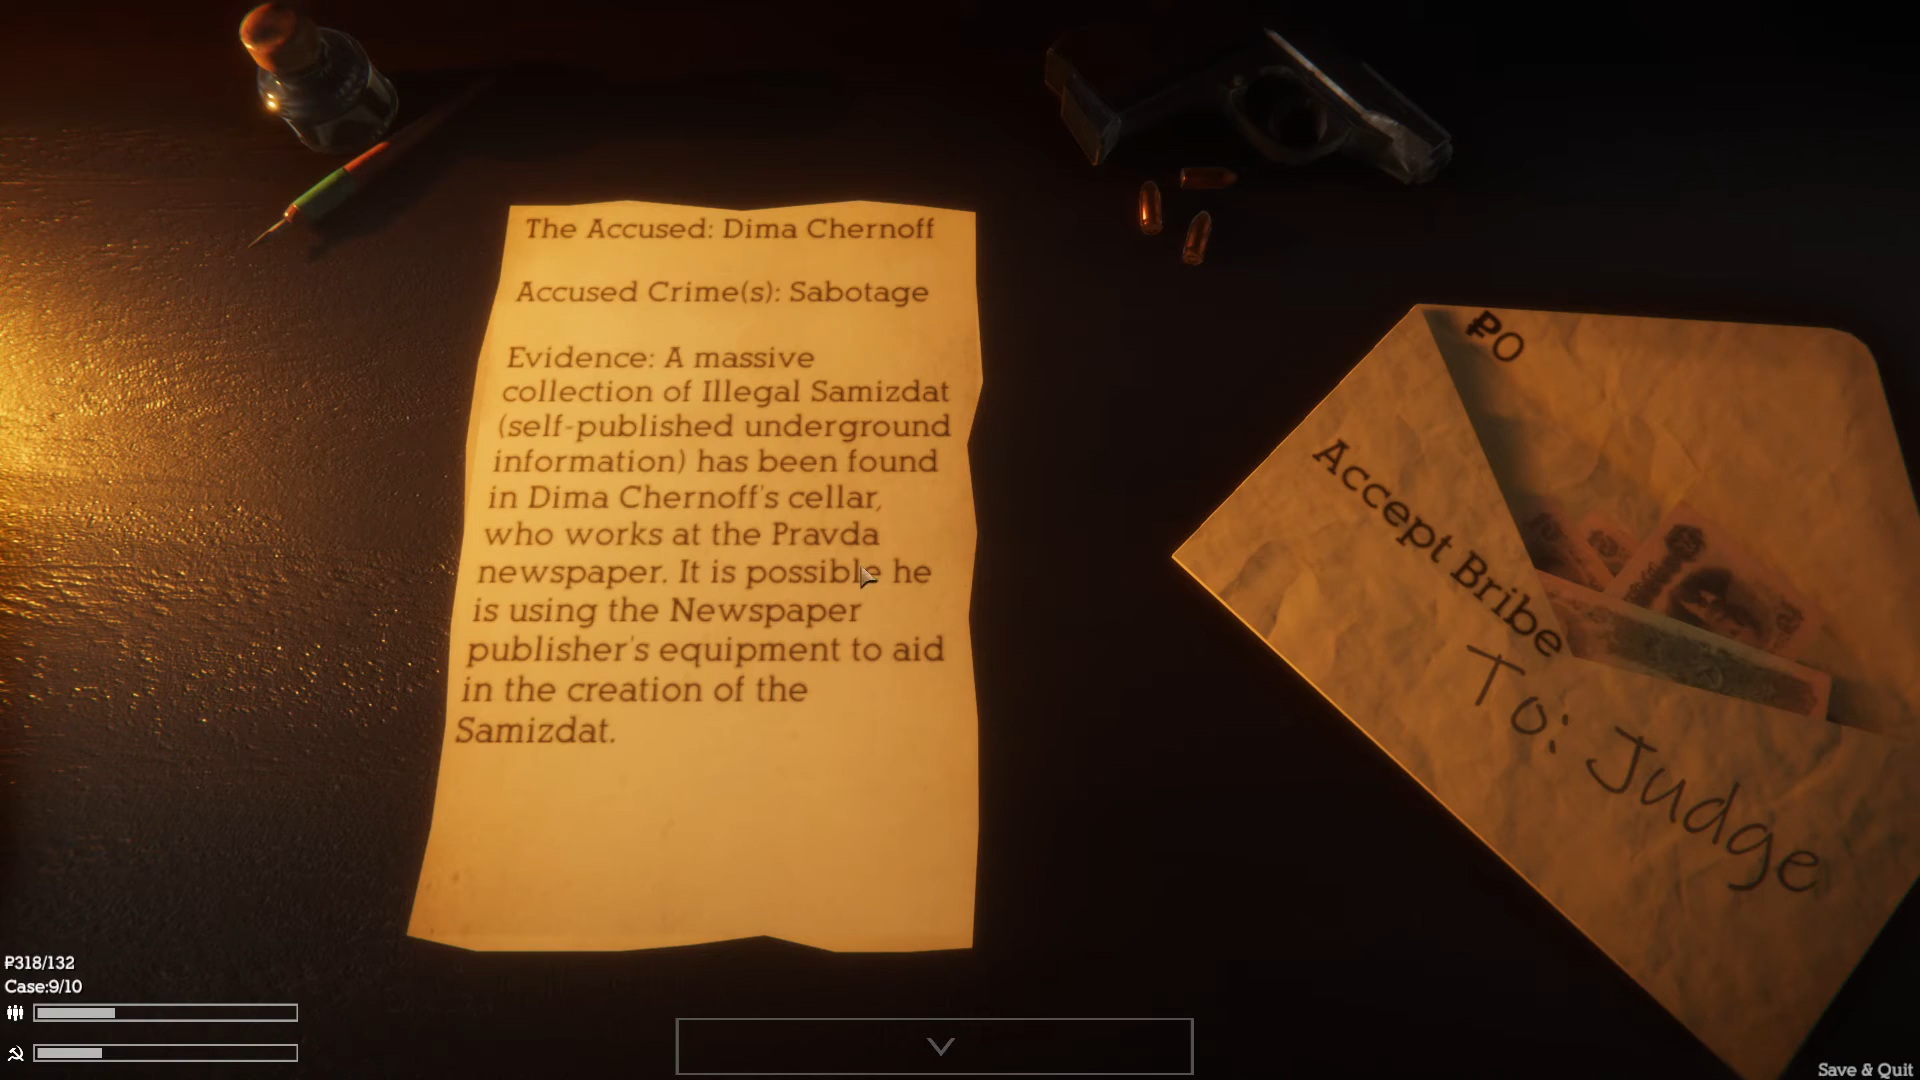 The Accused: Dima Chernoff
Accused Crime(s): Sabotage
Evidence: A massive
collection of Illegal Samizdat
(self-published underground
information) has been found
in Dima Chernoff's cellar,
who works at the Pravda
newspaper. It is possible he
is using the Newspaper
publisher's equipment to aid
in the creation of the
Samizdat.
₽0
Accept Bribe
To: Judge
₽318/132
Case:9/10
Save & Quit